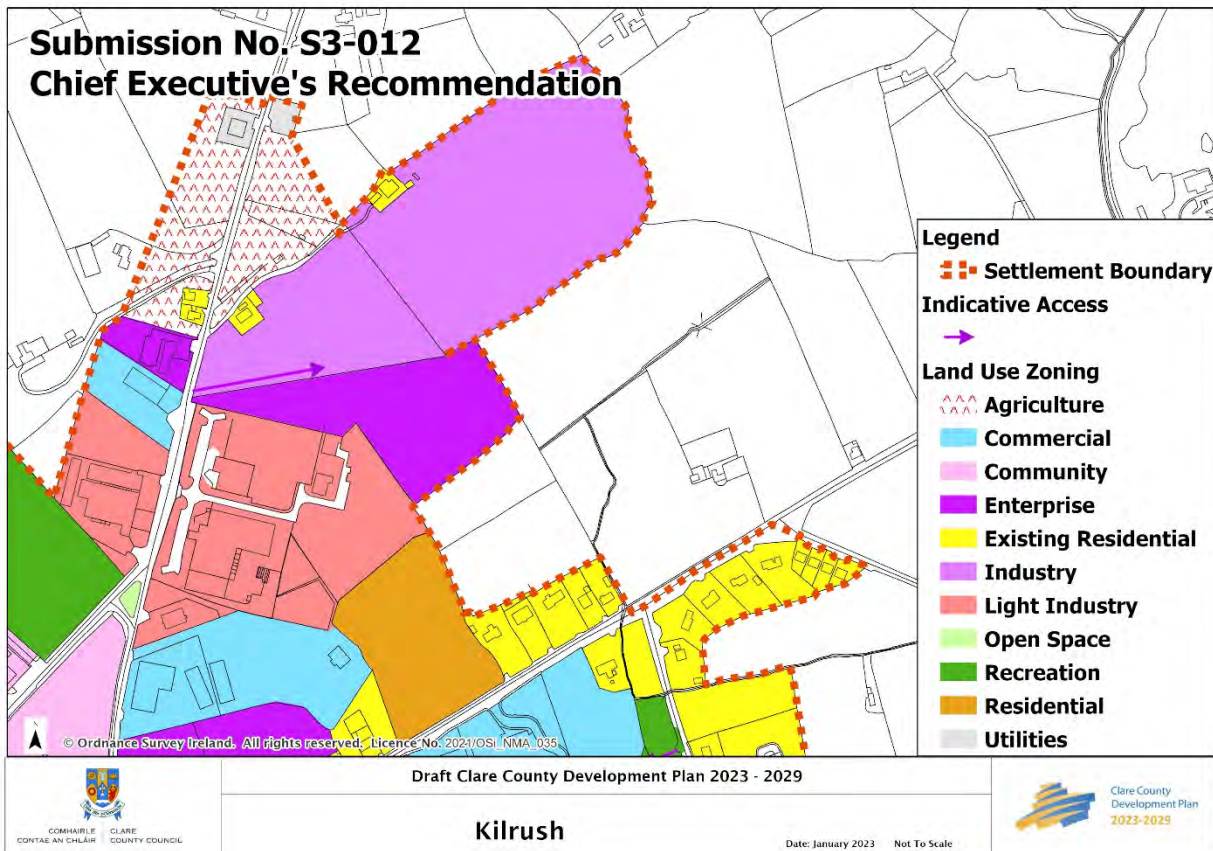 Submission No. S3-012
Chief Executive's Recommendation
Legend
Settlement Boundary
Indicative Access
Land Use Zoning
Agriculture
Commercial
Community
Enterprise
Existing Residential
Industry
Light Industry
Open Space
Recreation
Residential
Utilities
© Ordnance Survey Ireland. All rights reserved. Licence No. 2021/OSi_NMA_035
Draft Clare County Development Plan 2023 - 2029
Kilrush
Date: January 2023 Not To Scale
COMHAIRLE CLARE
CONTAE AN CHLÁIR COUNTY COUNCIL
Clare County
Development Plan
2023-2029